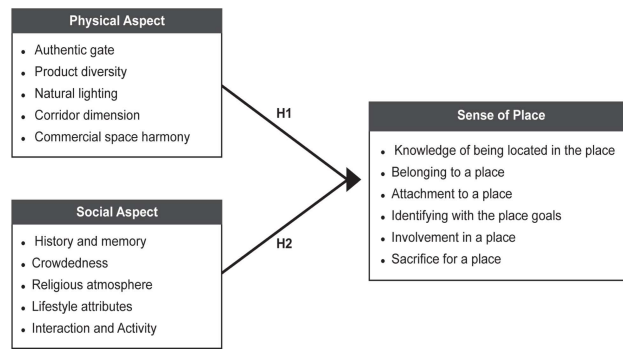 Physical Aspect
• Authentic gate
• Product diversity
• Natural lighting
• Corridor dimension
• Commercial space harmony
H1
Sense of Place
• Knowledge of being located in the place
• Belonging to a place
• Attachment to a place
• Identifying with the place goals
• Involvement in a place
• Sacrifice for a place
Social Aspect
• History and memory
• Crowdedness
• Religious atmosphere
• Lifestyle attributes
• Interaction and Activity
H2